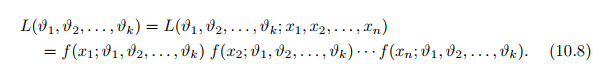 L(ϑ₁, ϑ₂, …, ϑₖ) = L(ϑ₁, ϑ₂, …, ϑₖ; x₁, x₂, …, xₙ)
= f(x₁; ϑ₁, ϑ₂, …, ϑₖ) f(x₂; ϑ₁, ϑ₂, …, ϑₖ) ⋯ f(xₙ; ϑ₁, ϑ₂, …, ϑₖ). (10.8)